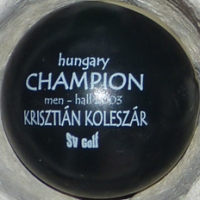 hungary
CHAMPION
men - hall 2003
KRISZTIÁN KOLESZÁR
SV Golf